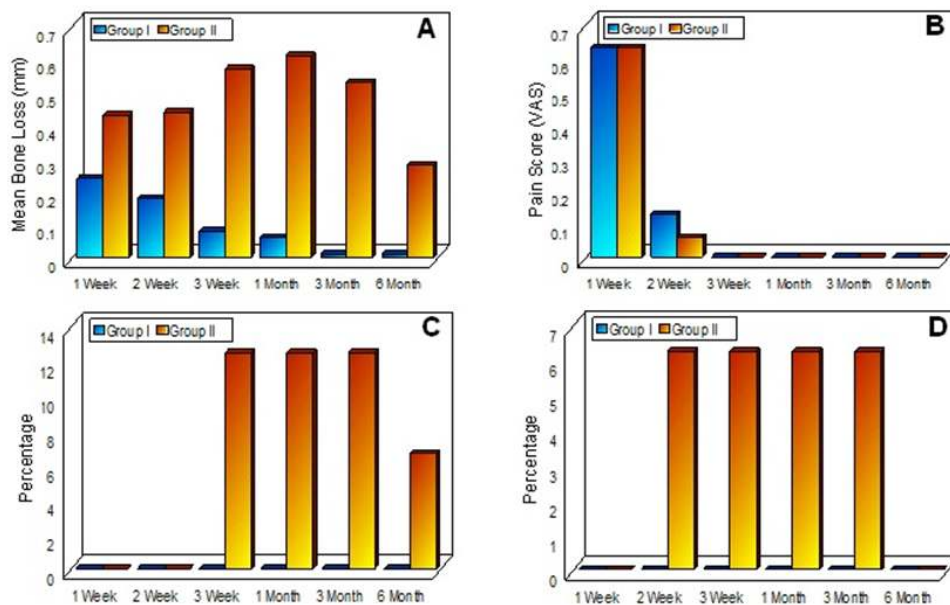 Group I Group II
A
Mean Bone Loss (mm)
0.7
0.6
0.5
0.4
0.3
0.2
0.1
0
1 Week 2 Week 3 Week 1 Month 3 Month 6 Month
Group I Group II
B
Pain Score (VAS)
0.7
0.6
0.5
0.4
0.3
0.2
0.1
0
1 Week 2 Week 3 Week 1 Month 3 Month 6 Month
Group I Group II
C
Percentage
14
12
10
8
6
4
2
0
1 Week 2 Week 3 Week 1 Month 3 Month 6 Month
Group I Group II
D
Percentage
7
6
5
4
3
2
1
0
1 Week 2 Week 3 Week 1 Month 3 Month 6 Month